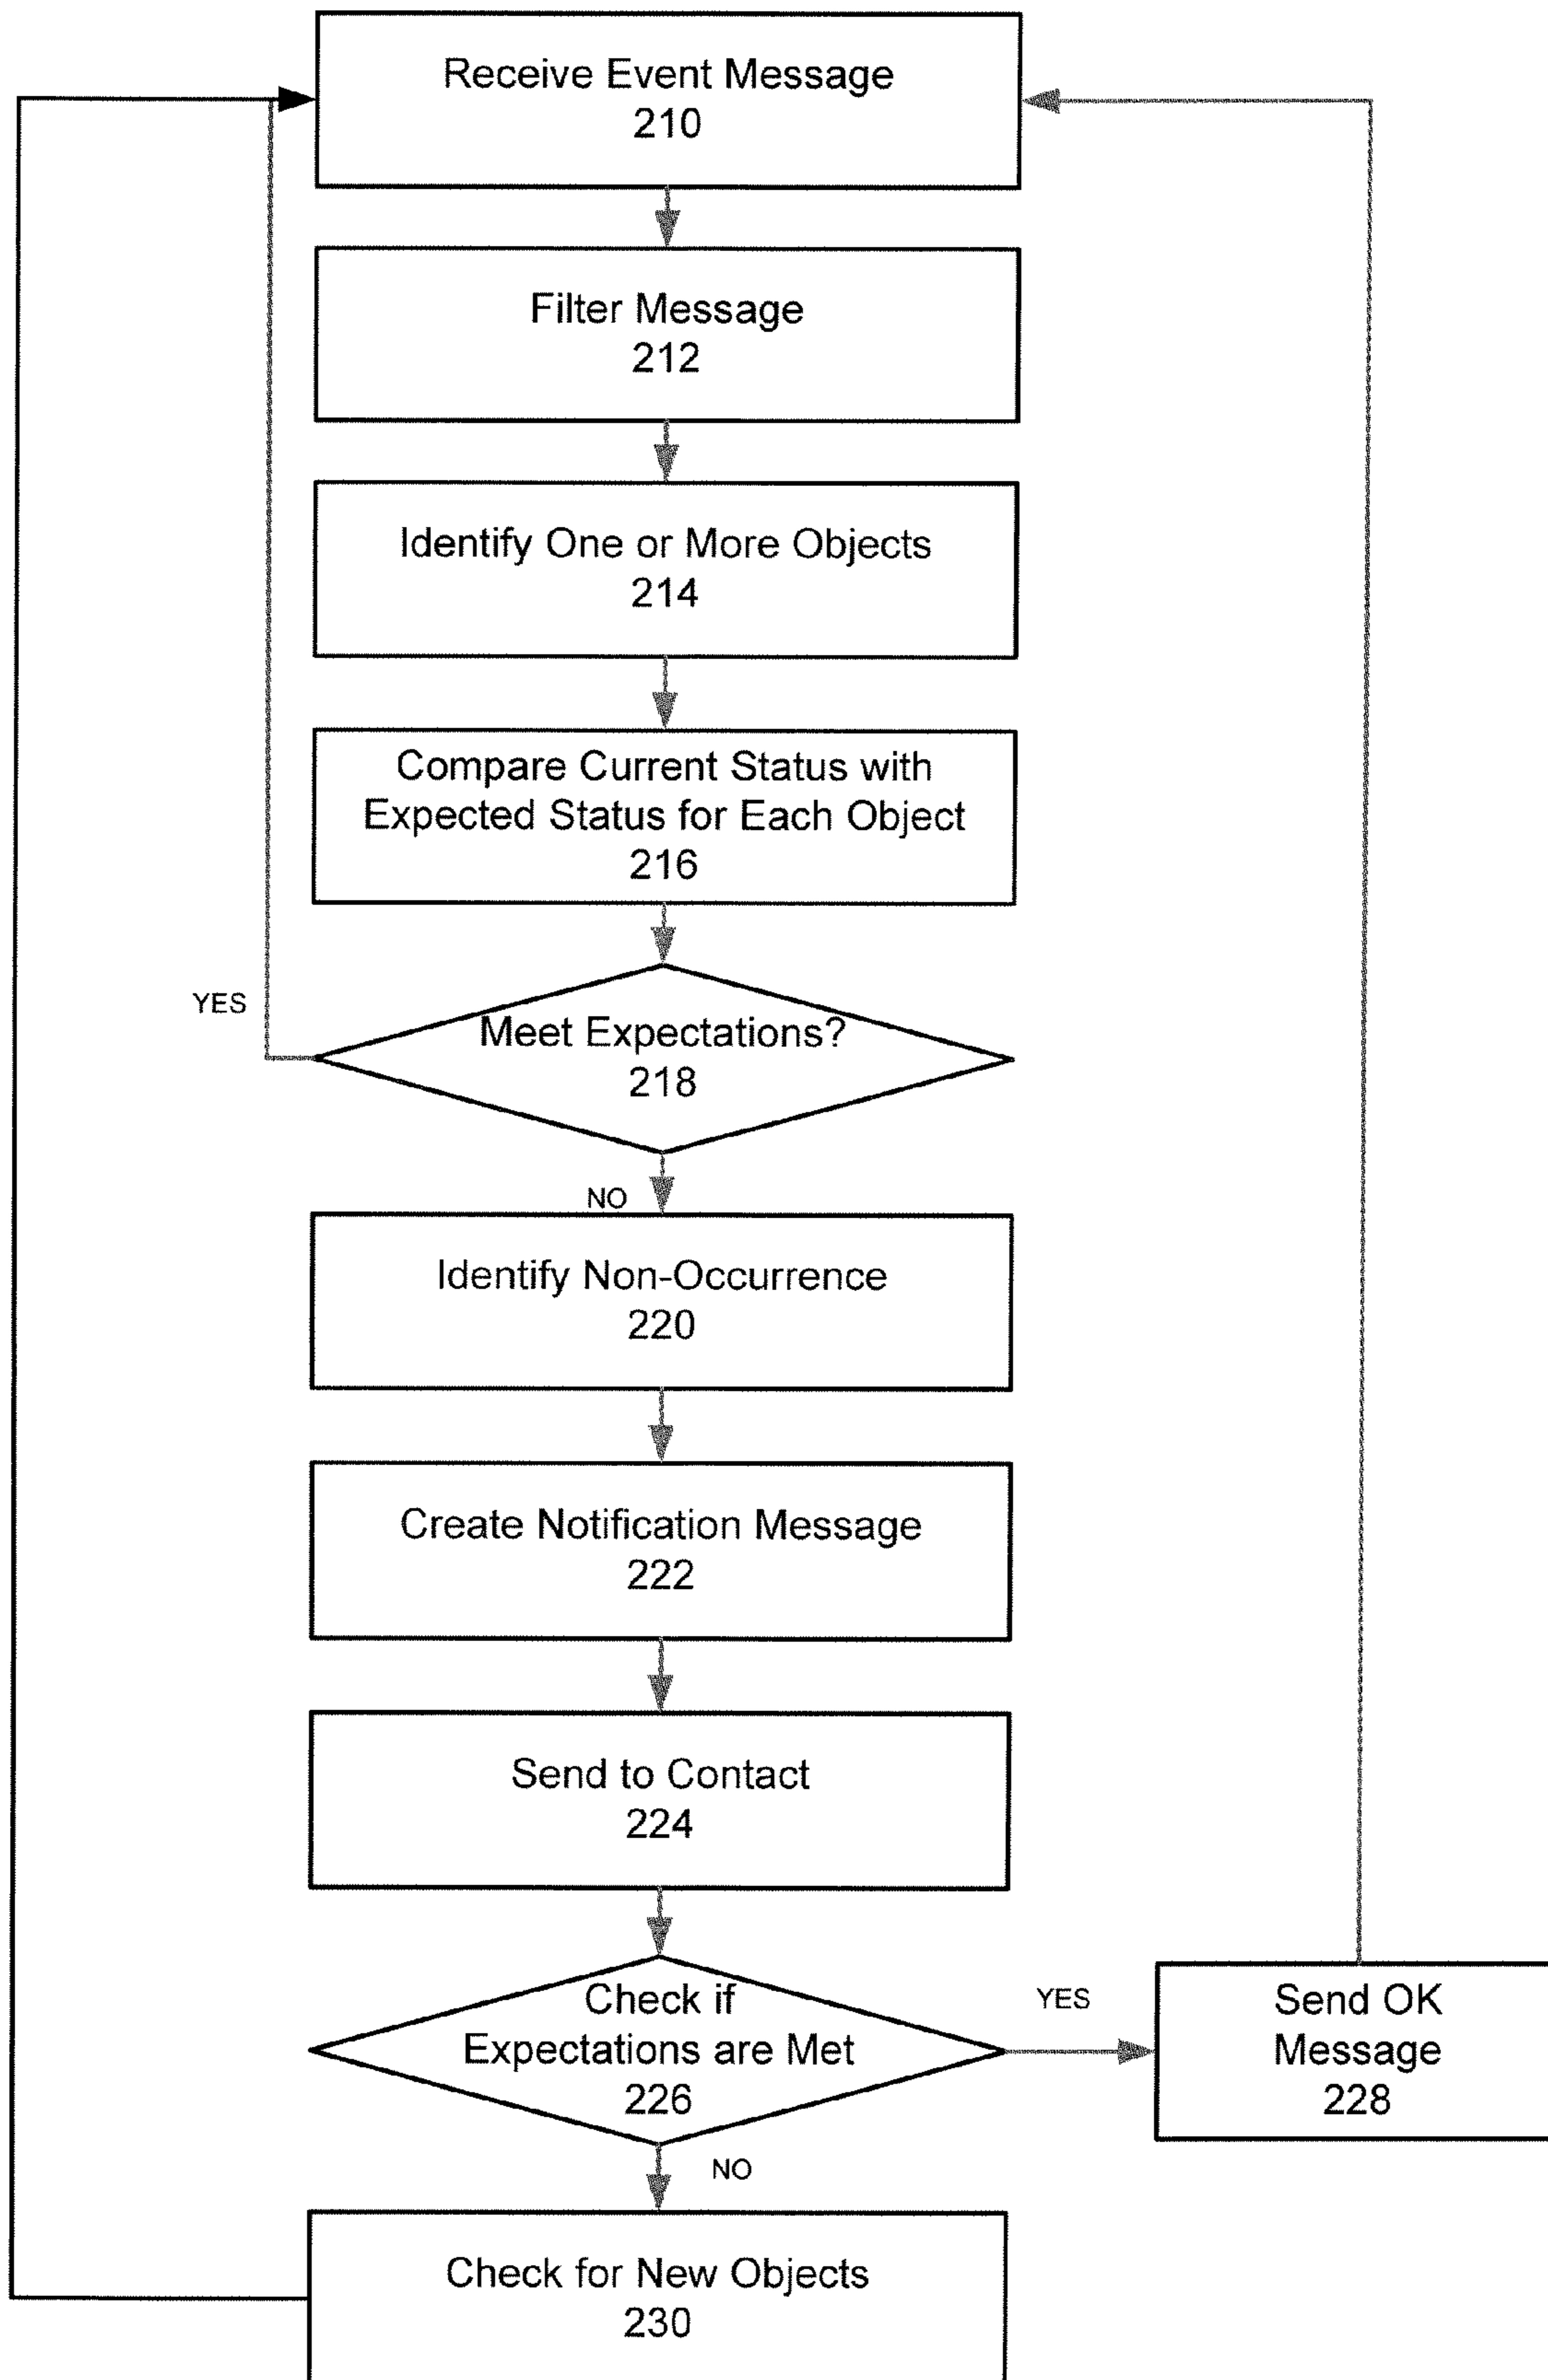 Receive Event Message
210
Filter Message
212
Identify One or More Objects
214
Compare Current Status with
Expected Status for Each Object
216
YES
Meet Expectations?
218
NO
Identify Non-Occurrence
220
Create Notification Message
222
Send to Contact
224
Check if
Expectations are Met
226
YES
Send OK
Message
228
NO
Check for New Objects
230